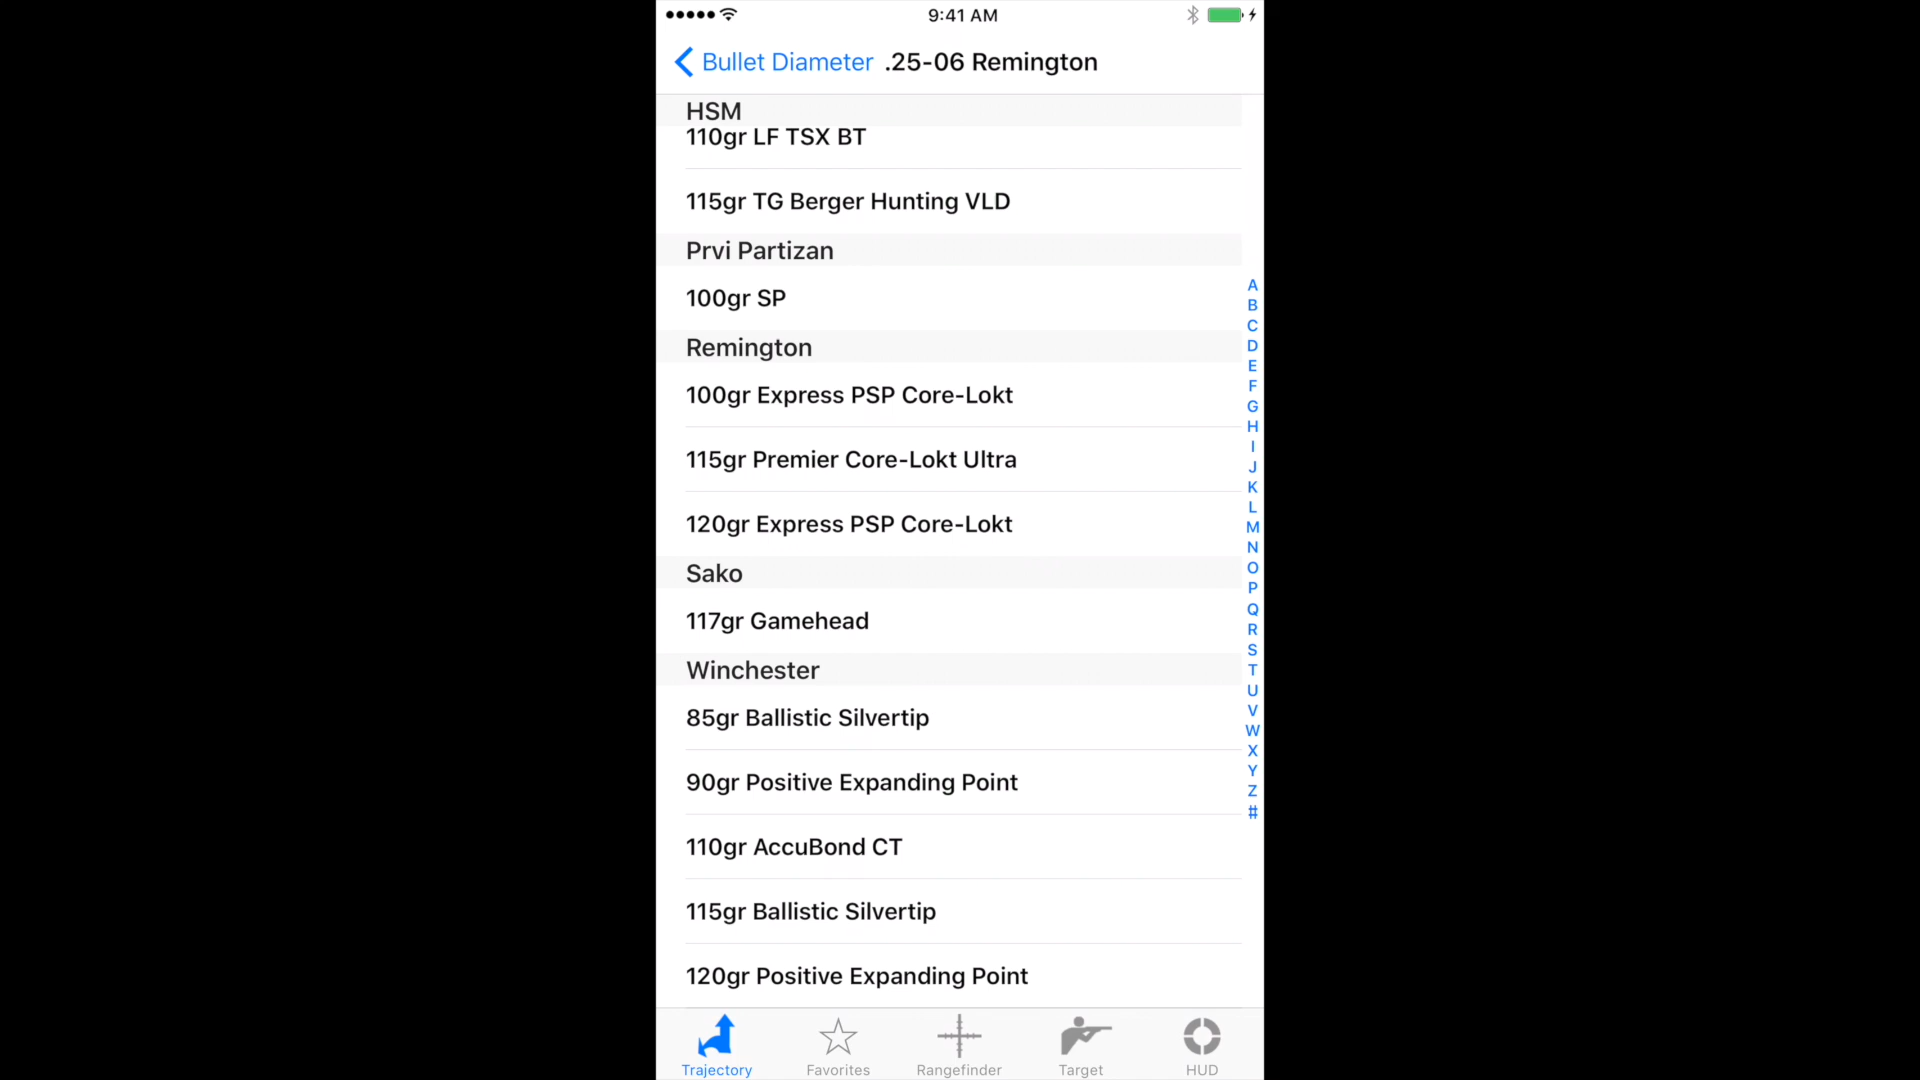 9:41 AM
Bullet Diameter .25-06 Remington
HSM
110gr LF TSX BT
115gr TG Berger Hunting VLD
Prvi Partizan
100gr SP
Remington
100gr Express PSP Core-Lokt
115gr Premier Core-Lokt Ultra
120gr Express PSP Core-Lokt
Sako
117gr Gamehead
Winchester
85gr Ballistic Silvertip
90gr Positive Expanding Point
110gr AccuBond CT
115gr Ballistic Silvertip
120gr Positive Expanding Point
A
B
C
D
E
F
G
H
I
J
K
L
M
N
O
P
Q
R
S
T
U
V
W
X
Y
Z
#
Trajectory Favorites Rangefinder Target HUD